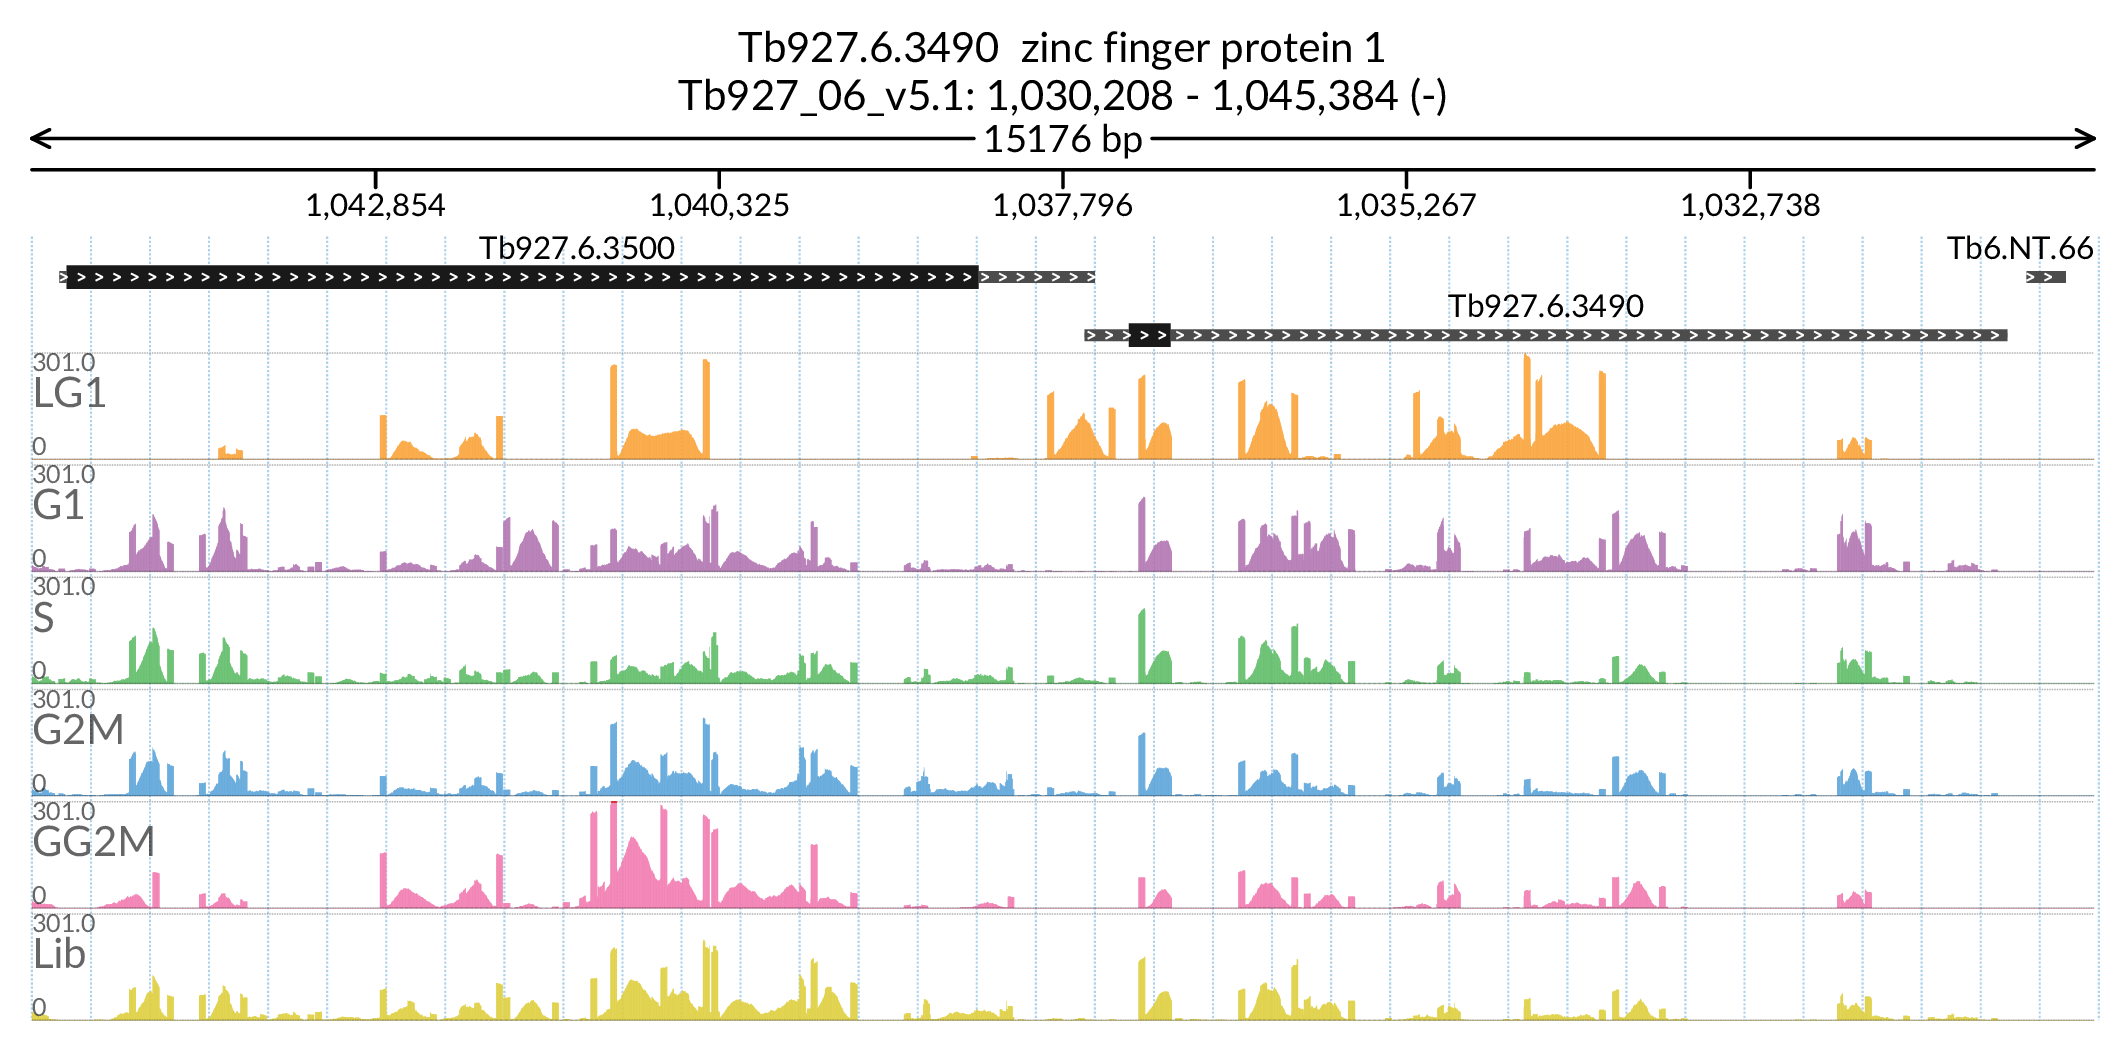 Tb927.6.3490  zinc finger protein 1
Tb927_06_v5.1: 1,030,208 - 1,045,384 (-)
15176 bp
1,042,854 1,040,325 1,037,796 1,035,267 1,032,738
Tb927.6.3500 Tb6.NT.66
Tb927.6.3490
301.0
LG1
0
301.0
G1
0
301.0
S
0
301.0
G2M
0
301.0
GG2M
0
301.0
Lib
0